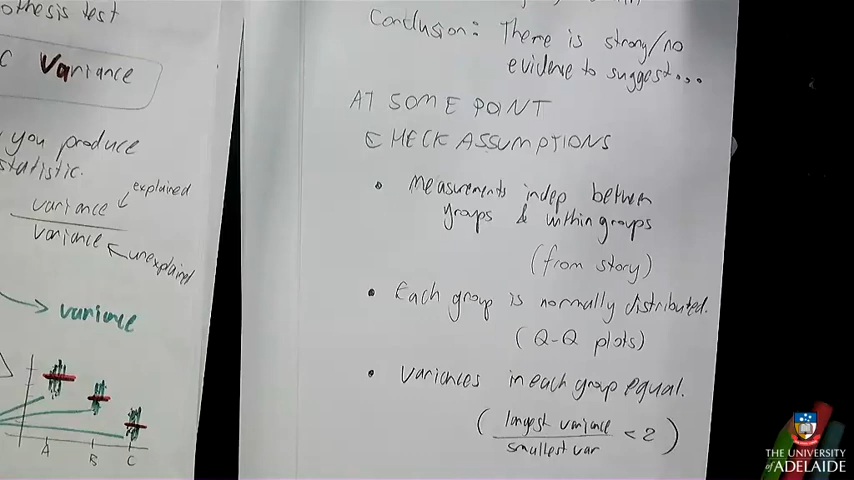 othesis test
C Variance
you produce
statistic.
variance
explained
variance
unexplained
variance
A B C
Conclusion: There is strong/no
evidence to suggest...
AT SOME POINT
CHECK ASSUMPTIONS
• Measurements indep between
groups & within groups
(from story)
• Each group is normally distributed.
(Q-Q plots)
• Variances in each group equal.
(largest variance
smallest var
< 2)
THE UNIVERSITY
of ADELAIDE